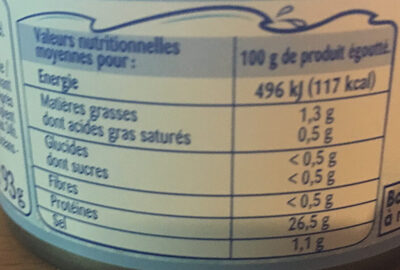 Valeurs nutritionnelles
moyennes pour :
100 g de produit égoutté
Energie
496 kJ (117 kcal)
Matières grasses
1,3 g
dont acides gras saturés
0,5 g
Glucides
< 0,5 g
dont sucres
< 0,5 g
Fibres
< 0,5 g
Protéines
26,5 g
Sel
1,1 g
93g